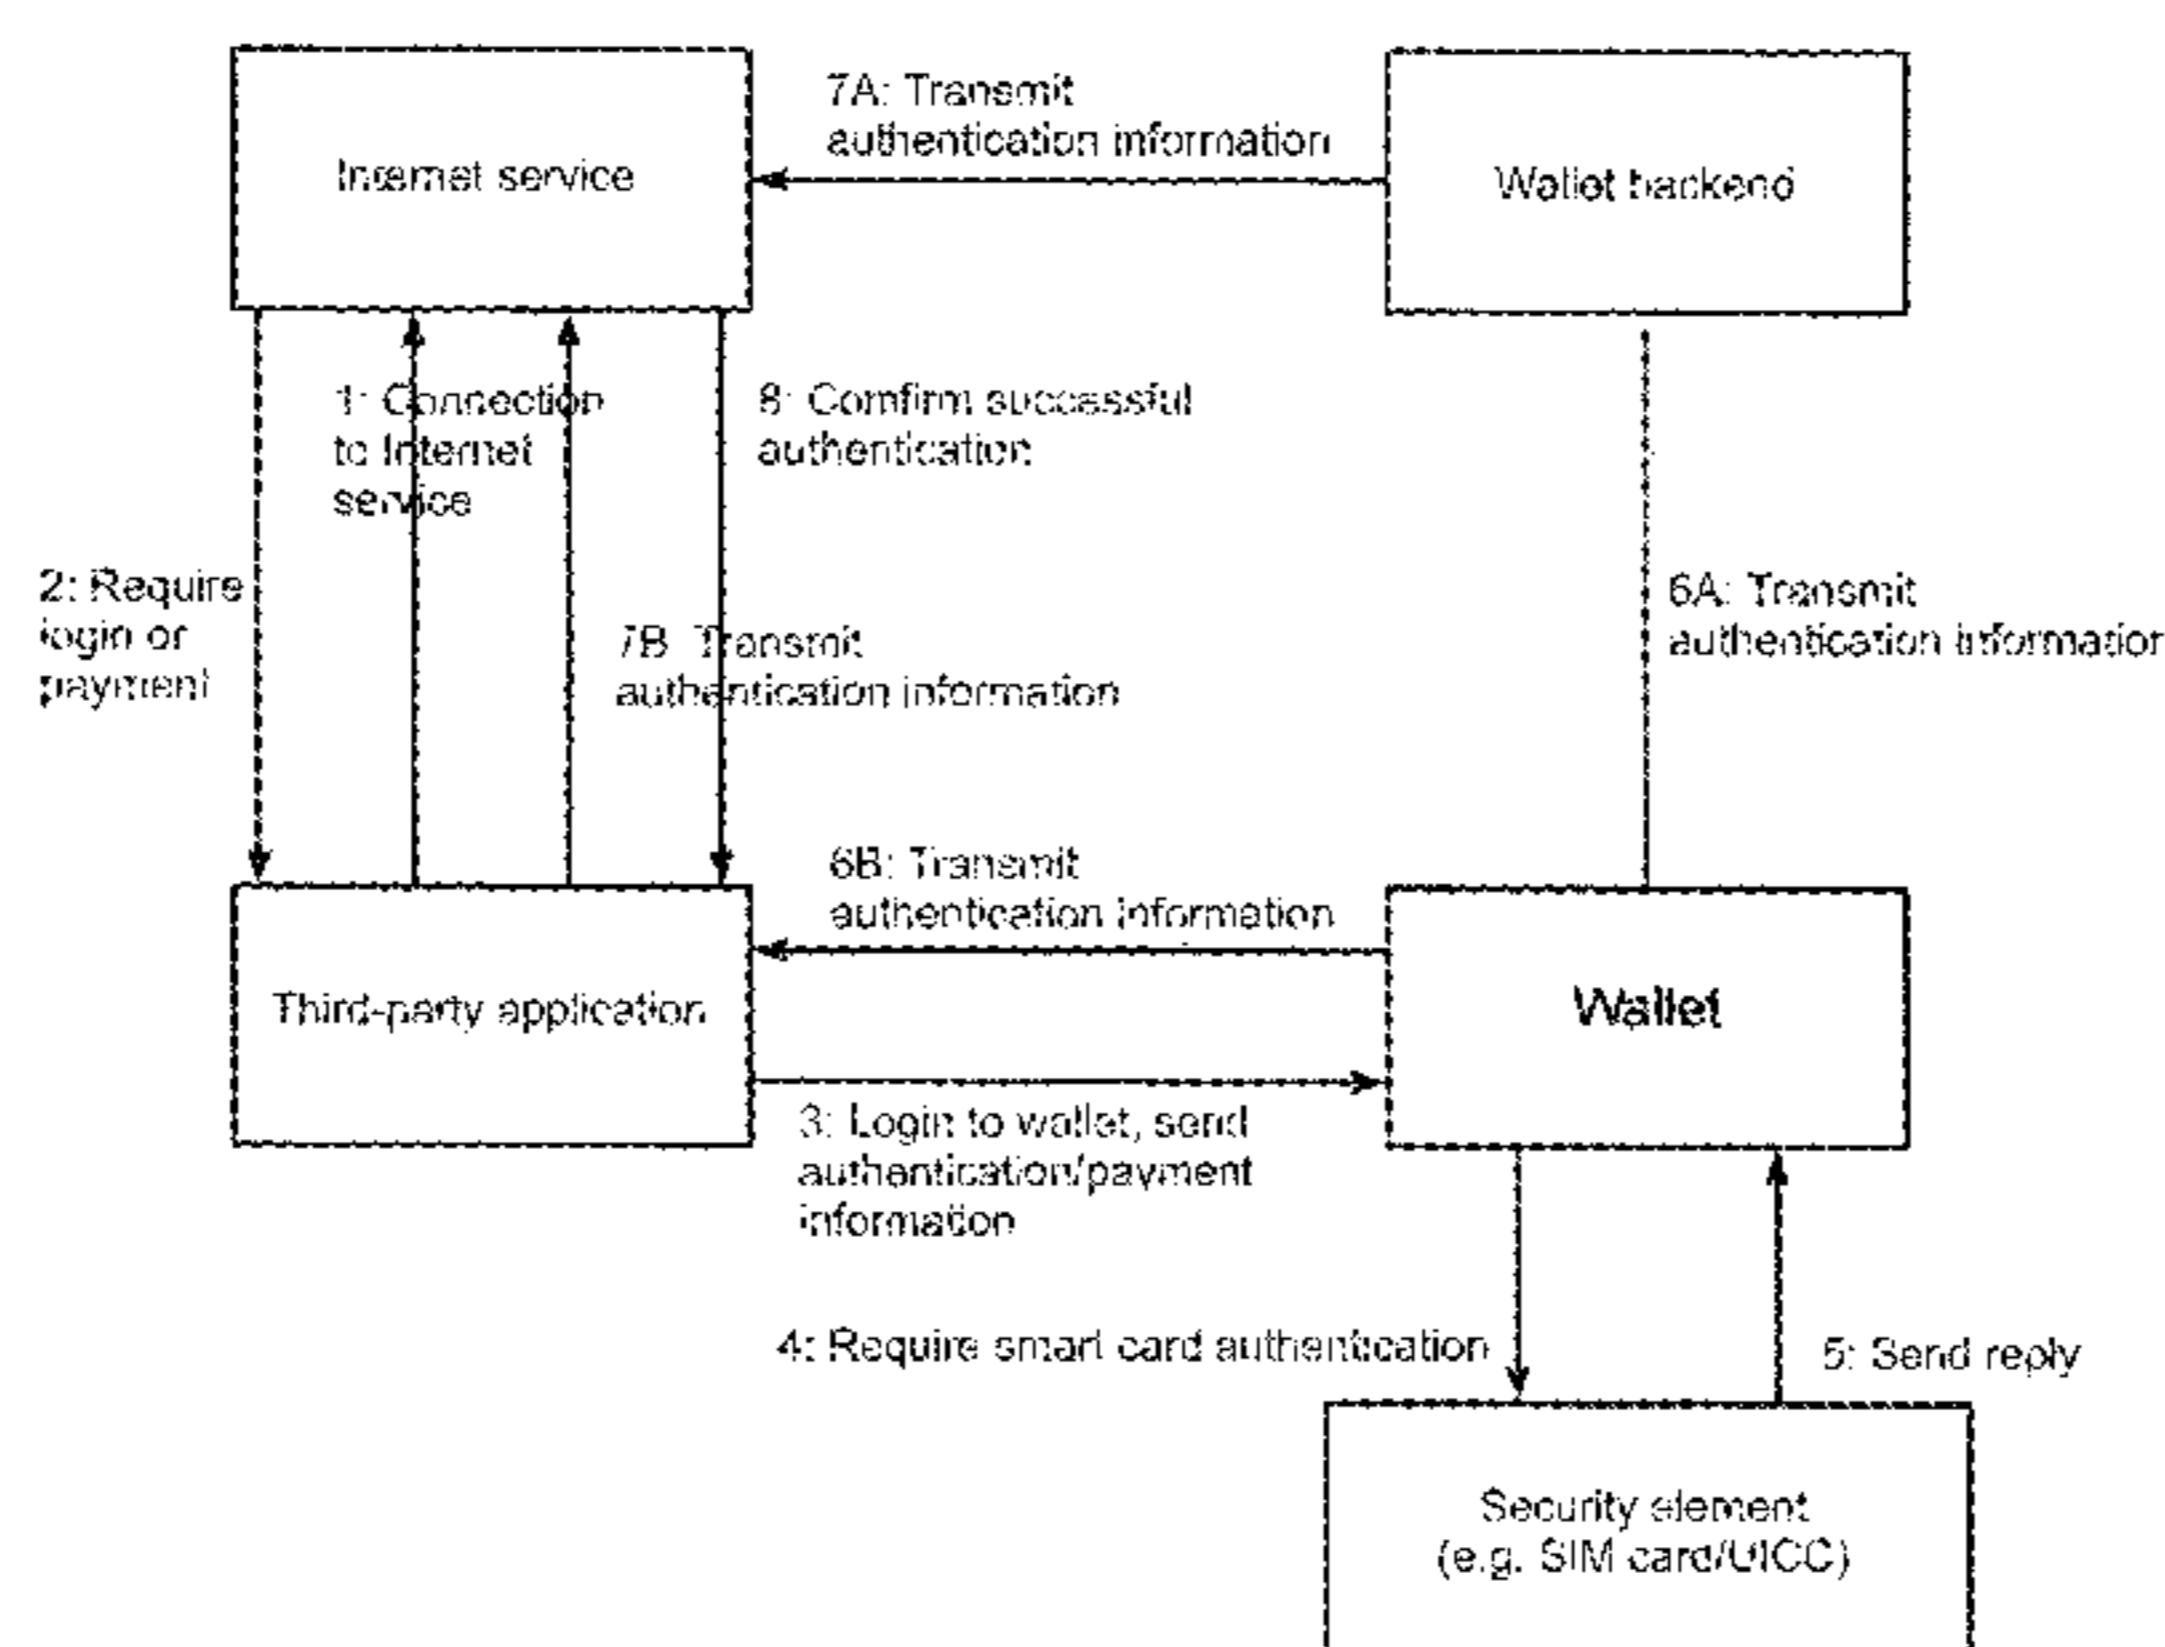 7A: Transmit
authentication information
Internet service
Wallet backend
1: Connection
to Internet
service
8: Comfirm successful
authentication
2: Require
login or
payment
6A: Transmit
authentication information
7B: Transmit
authentication information
6B: Transmit
authentication information
Third-party application
Wallet
3: Login to wallet, send
authentication/payment
information
4: Require smart card authentication
5: Send reply
Security element
(e.g. SIM card/UICC)